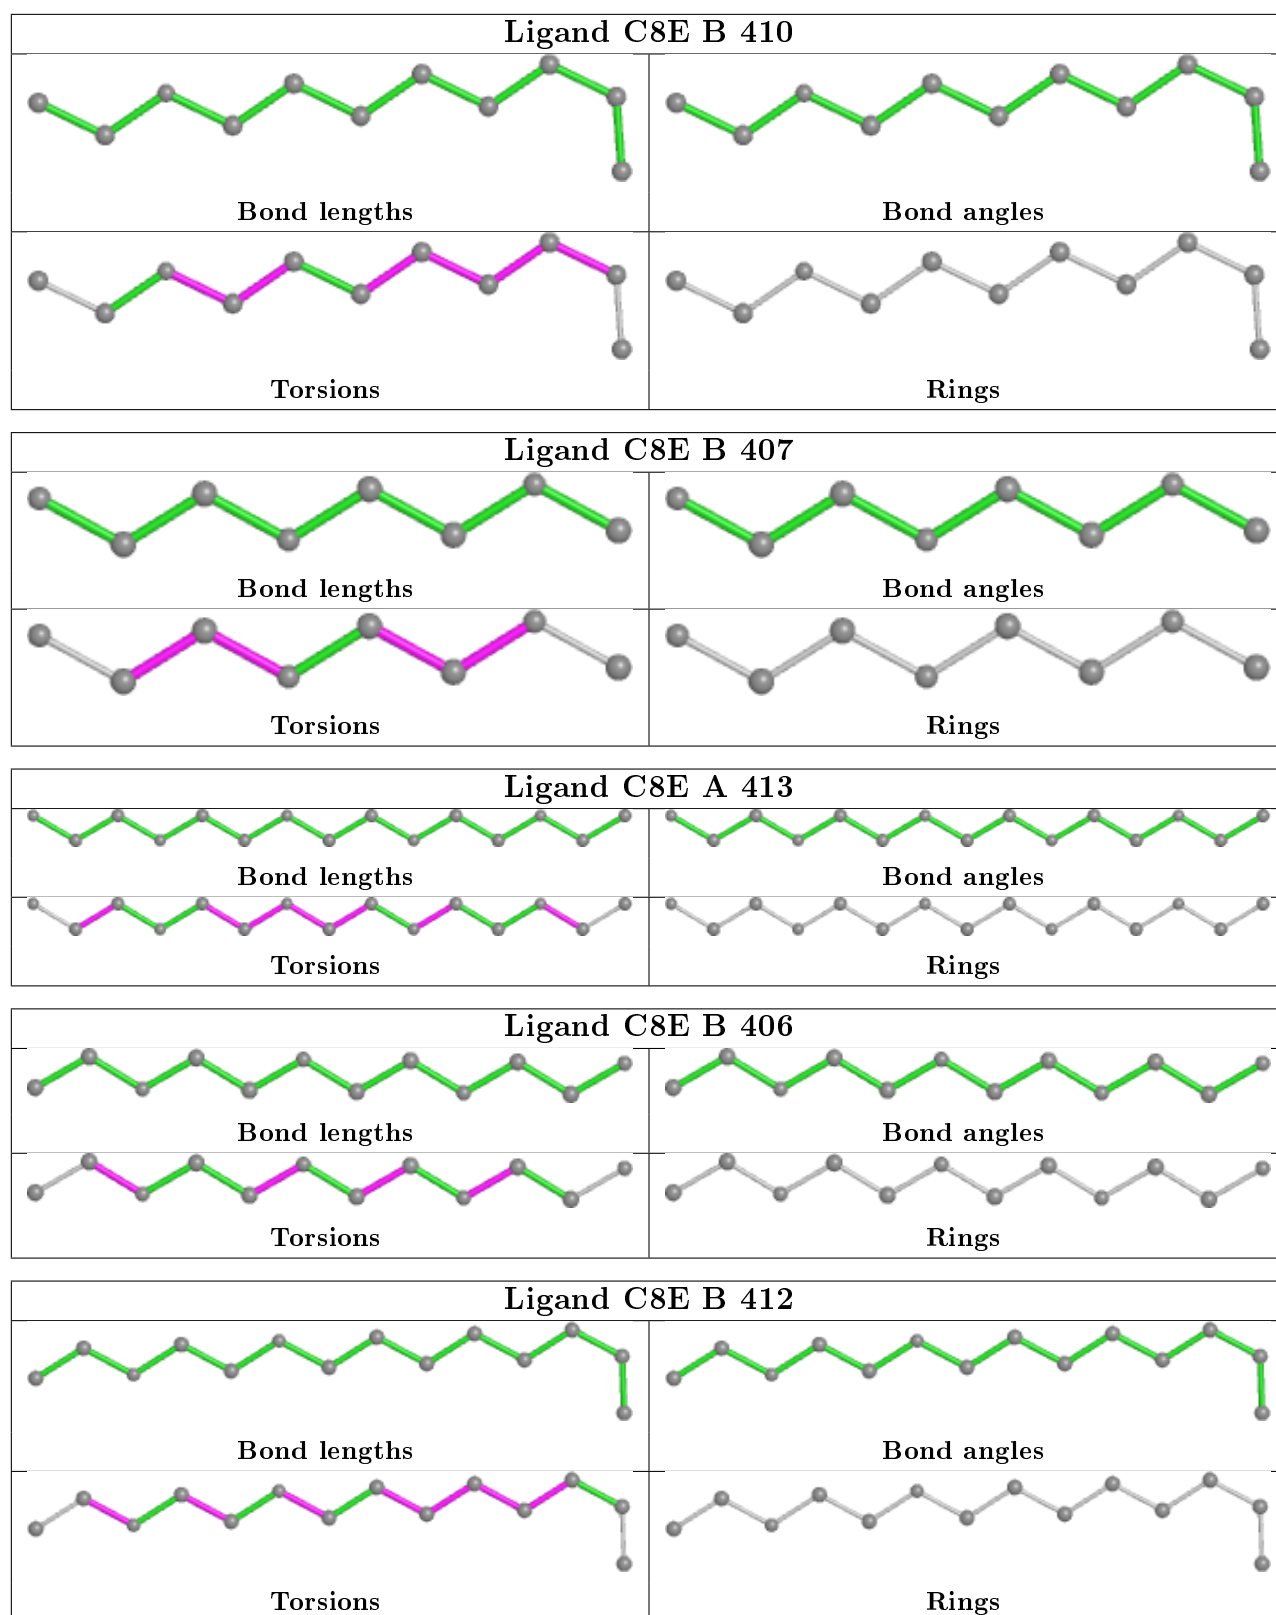 Ligand C8E B 410
Bond lengths
Bond angles
Torsions
Rings
Ligand C8E B 407
Bond lengths
Bond angles
Torsions
Rings
Ligand C8E A 413
Bond lengths
Bond angles
Torsions
Rings
Ligand C8E B 406
Bond lengths
Bond angles
Torsions
Rings
Ligand C8E B 412
Bond lengths
Bond angles
Torsions
Rings